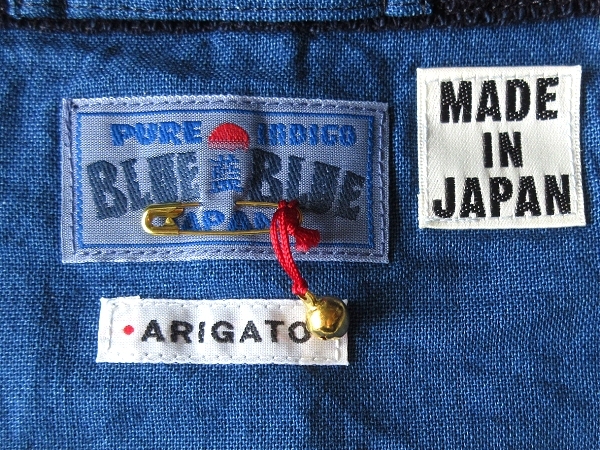 PURE INDIGO
BLUE 藍 BLUE
JAPAN
MADE
IN
JAPAN
ARIGATO